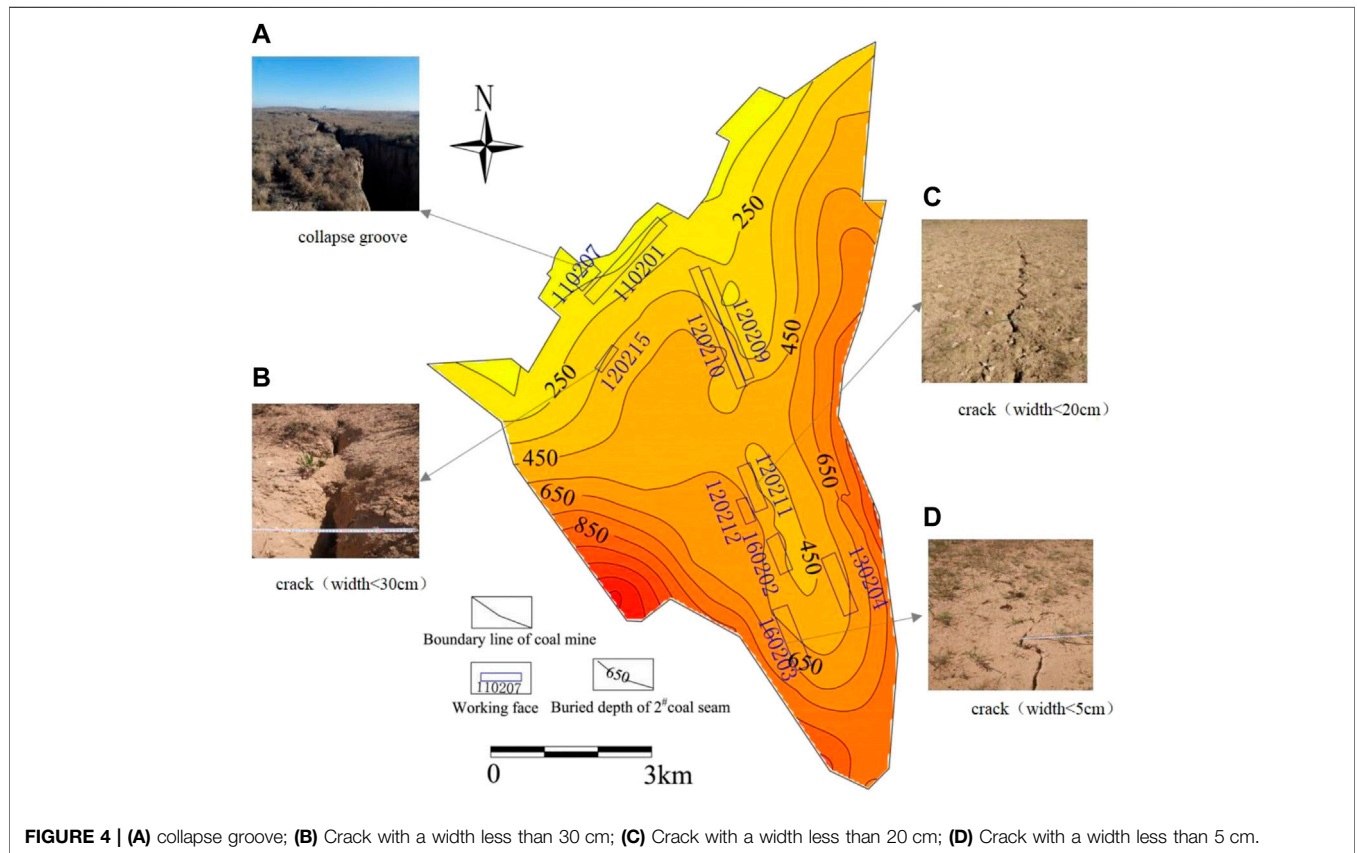 A
N
collapse groove
C
250
110207
110201
120209
120210
450
120215
250
B
crack（width<20cm）
450
650
650
850
120211
120212
D
450
160202
130204
crack（width<30cm）
Boundary line of coal mine
160203
650
650
110207
Working face
Buried depth of 2# coal seam
crack（width<5cm）
0
3km
FIGURE 4 | (A) collapse groove; (B) Crack with a width less than 30 cm; (C) Crack with a width less than 20 cm; (D) Crack with a width less than 5 cm.